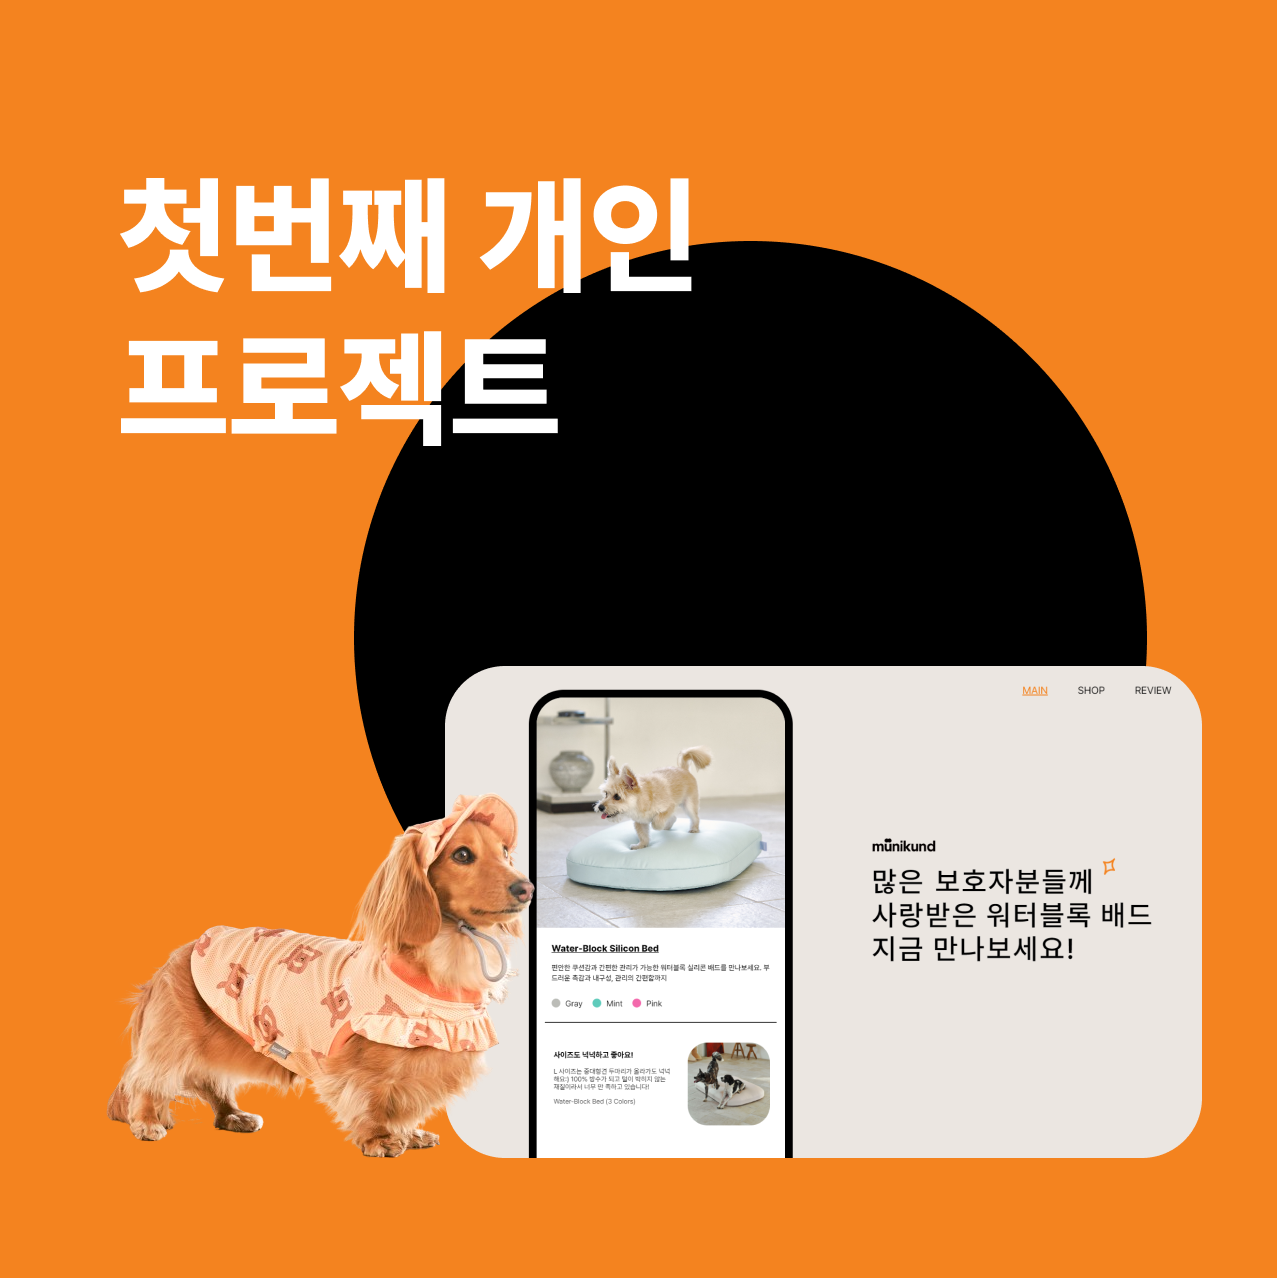 첫번째 개인
프로젝트
MAIN SHOP REVIEW
münikund
많은 보호자분들께
사랑받은 워터블록 배드
지금 만나보세요!
Water-Block Silicon Bed
편안한 쿠션감과 간편한 관리가 가능한 워터블록 실리콘 배드를 만나보세요. 부
드러운 촉감과 내구성, 관리의 간편함까지
Gray Mint Pink
사이즈도 넉넉하고 좋아요!
L 사이즈는 중대형견 두마리가 올라가도 넉넉
해요:) 100% 방수가 되고 털이 박히지 않는
재질이라서 너무 만족하고 있습니다!
Water-Block Bed (3 Colors)